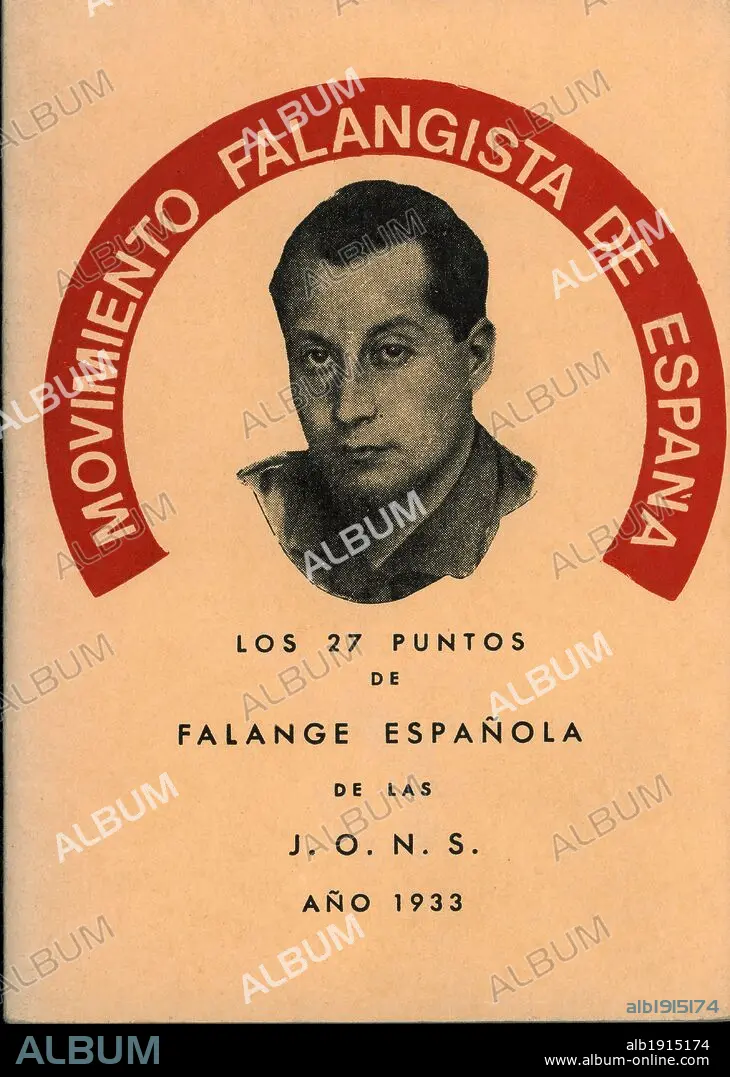 MOVIMIENTO FALANGISTA DE ESPAÑA
LOS 27 PUNTOS
DE
FALANGE ESPAÑOLA
DE LAS
J. O. N. S.
AÑO 1933
ALBUM
alb1915174
ALBUM
alb1915174
www.album-online.com